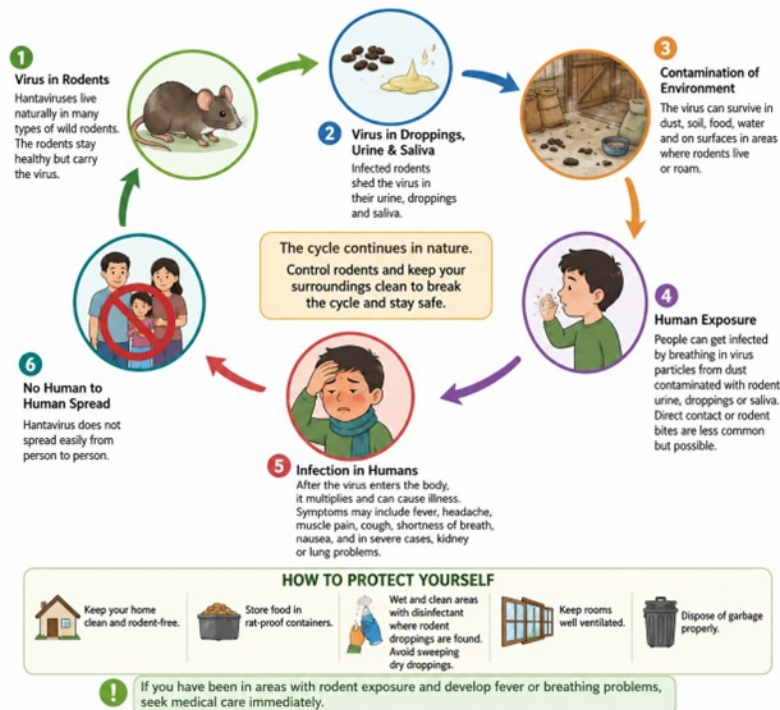 1
Virus in Rodents
Hantaviruses live
naturally in many
types of wild rodents.
The rodents stay
healthy but carry
the virus.
2
Virus in Droppings,
Urine & Saliva
Infected rodents
shed the virus in
their urine, droppings
and saliva.
3
Contamination of
Environment
The virus can survive in
dust, soil, food, water
and on surfaces in areas
where rodents live
or roam.
The cycle continues in nature.
Control rodents and keep your
surroundings clean to break
the cycle and stay safe.
4
Human Exposure
People can get infected
by breathing in virus
particles from dust
contaminated with rodent
urine, droppings or saliva.
Direct contact or rodent
bites are less common
but possible.
5
Infection in Humans
After the virus enters the body,
it multiplies and can cause illness.
Symptoms may include fever, headache,
muscle pain, cough, shortness of breath,
nausea, and in severe cases, kidney
or lung problems.
6
No Human to
Human Spread
Hantavirus does not
spread easily from
person to person.
HOW TO PROTECT YOURSELF
Keep your home
clean and rodent-free.
Store food in
rat-proof containers.
Wet and clean areas
with disinfectant
where rodent
droppings are found.
Avoid sweeping
dry droppings.
Keep rooms
well ventilated.
Dispose of garbage
properly.
!
If you have been in areas with rodent exposure and develop fever or breathing problems,
seek medical care immediately.